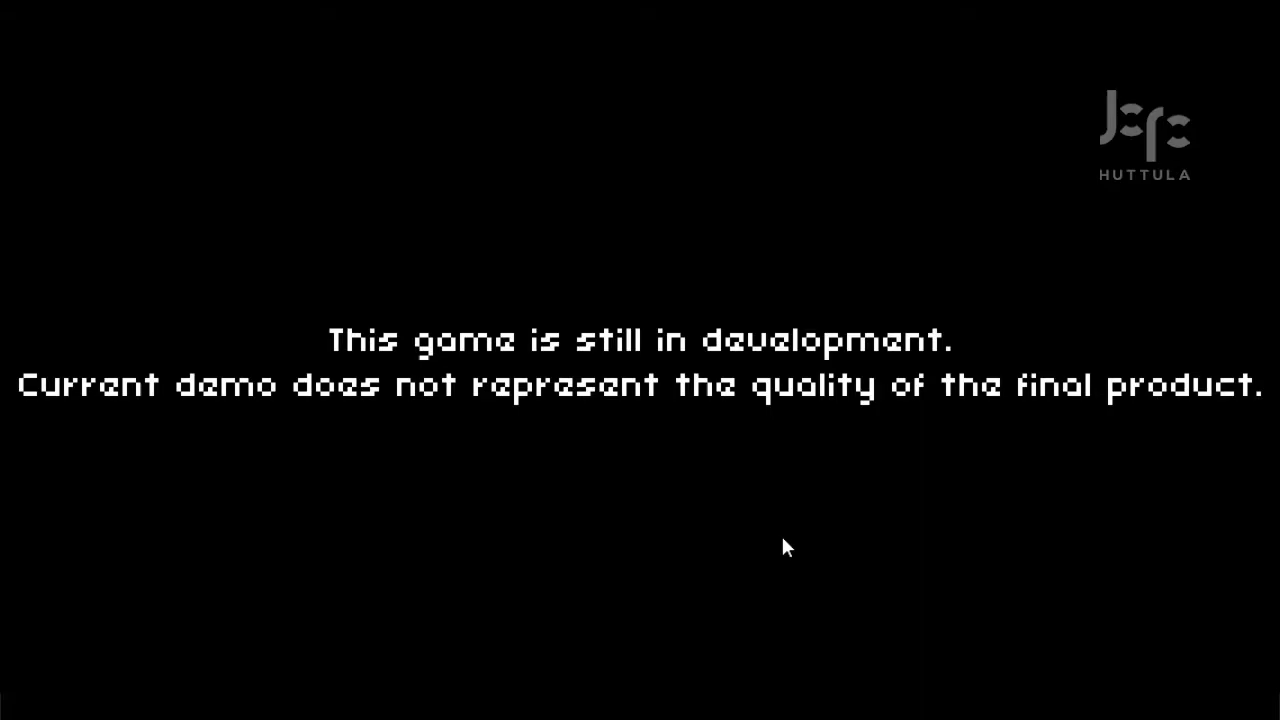 HUTTULA
This game is still in development.
Current demo does not represent the quality of the final product.